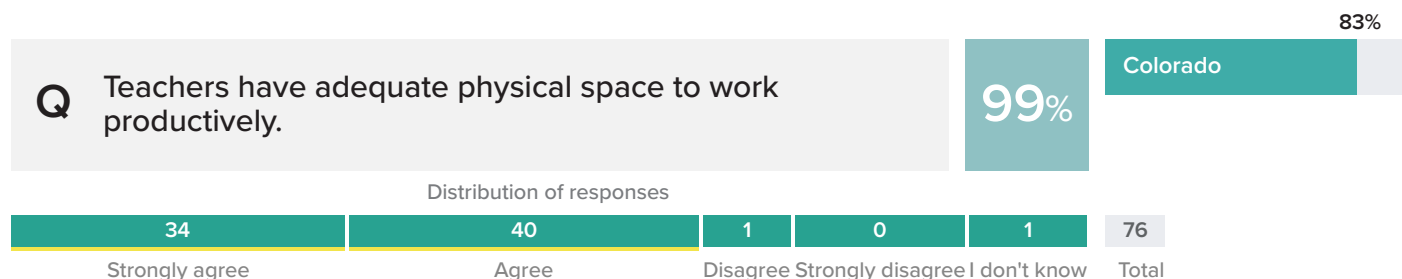 83%
Q Teachers have adequate physical space to work
productively.
99%
Colorado
Distribution of responses
34 40 1 0 1 76
Strongly agree Agree Disagree Strongly disagree I don't know Total